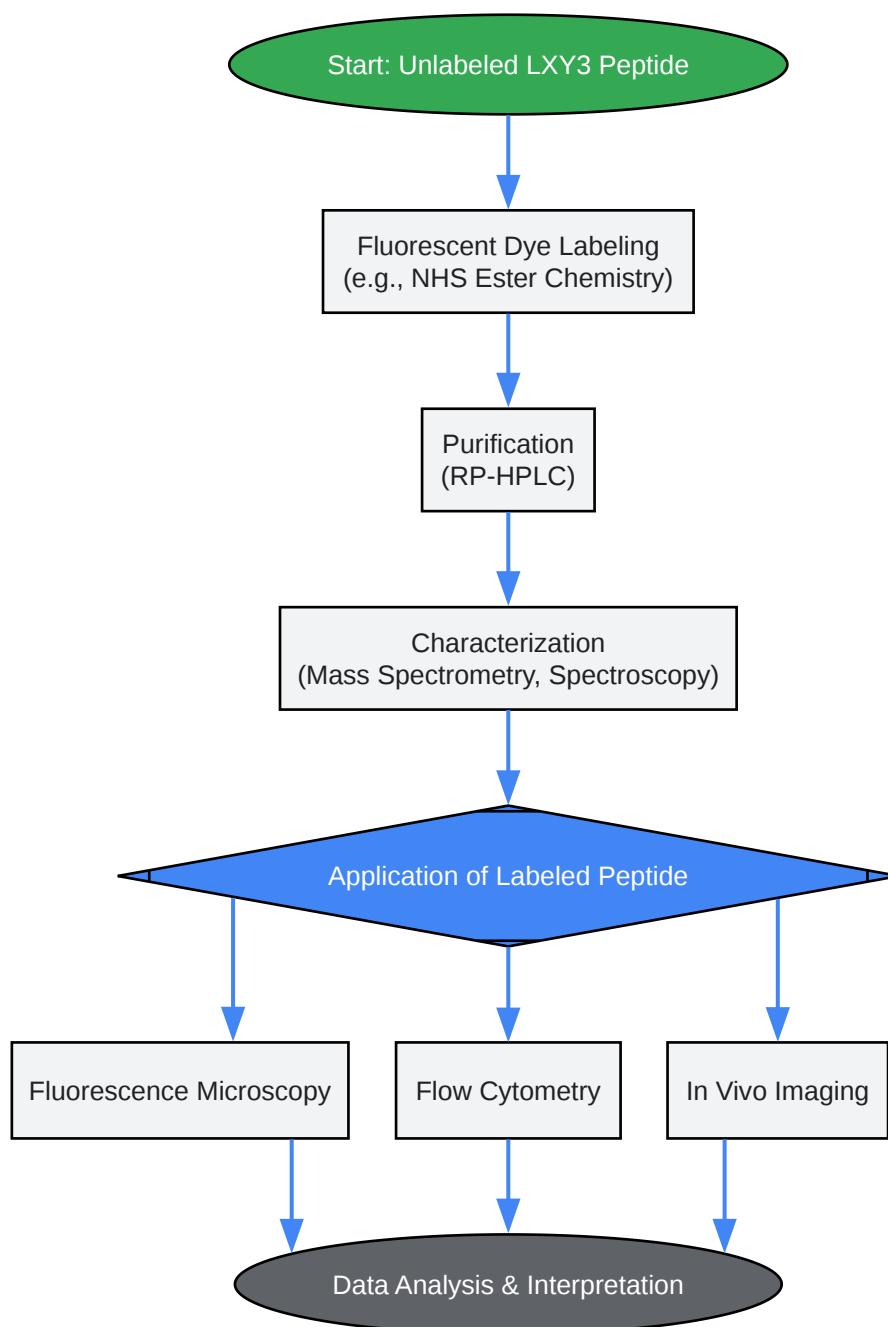 Start: Unlabeled LXY3 Peptide
Fluorescent Dye Labeling
(e.g., NHS Ester Chemistry)
Purification
(RP-HPLC)
Characterization
(Mass Spectrometry, Spectroscopy)
Application of Labeled Peptide
Fluorescence Microscopy
Flow Cytometry
In Vivo Imaging
Data Analysis & Interpretation